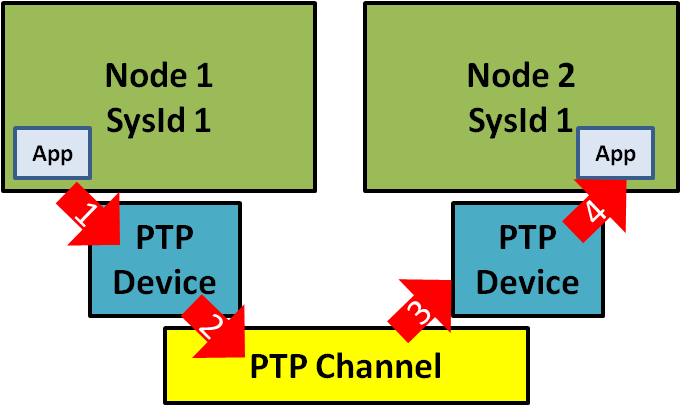 Node 1
SysId 1
App
Node 2
SysId 1
App
1
PTP
Device
2
PTP Channel
3
PTP
Device
4